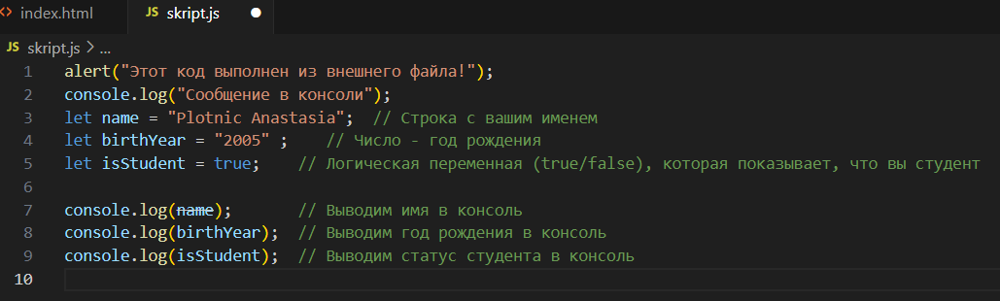 index.html JS skript.js
JS skript.js > ...
1 alert("Этот код выполнен из внешнего файла!");
2 console.log("Сообщение в консоли");
3 let name = "Plotnic Anastasia";  // Строка с вашим именем
4 let birthYear = "2005" ;    // Число - год рождения
5 let isStudent = true;    // Логическая переменная (true/false), которая показывает, что вы студент
6
7 console.log(name);       // Выводим имя в консоль
8 console.log(birthYear);  // Выводим год рождения в консоль
9 console.log(isStudent);  // Выводим статус студента в консоль
10